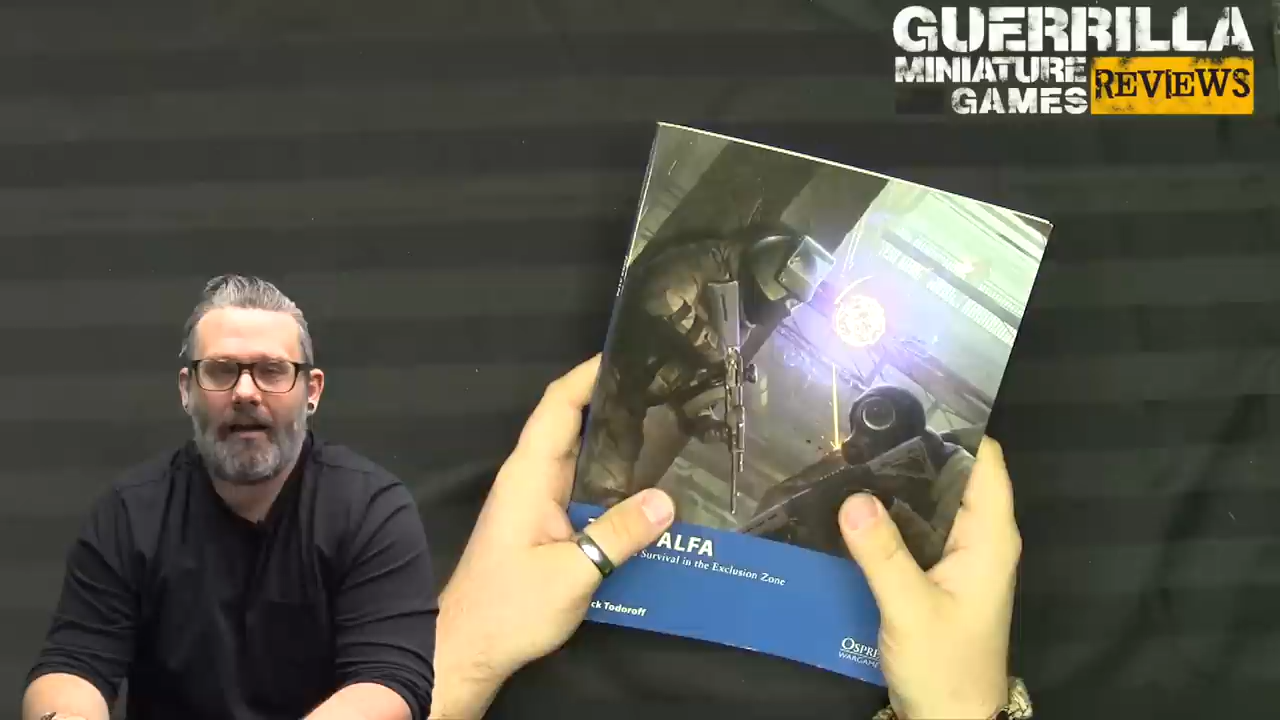 GUERRILLA
MINIATURE
GAMES
REVIEWS
ALFA
Survival in the Exclusion Zone
ck Todoroff
OSPRE
WARGAME